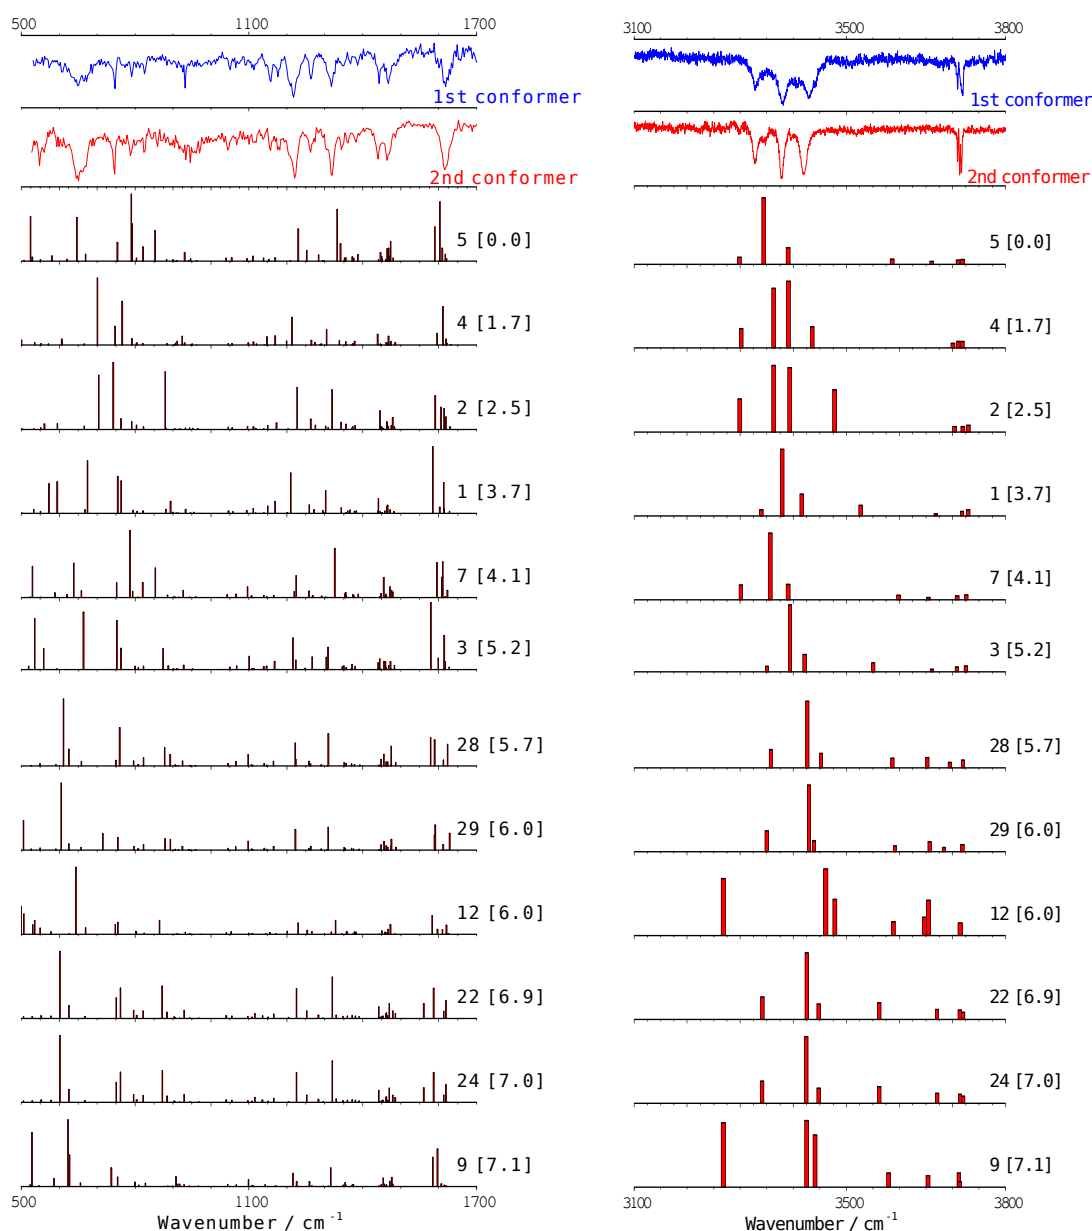 500 1100 1700 3100 3500 3800
1st conformer 1st conformer
2nd conformer 2nd conformer
5 [0.0] 5 [0.0]
4 [1.7] 4 [1.7]
2 [2.5] 2 [2.5]
1 [3.7] 1 [3.7]
7 [4.1] 7 [4.1]
3 [5.2] 3 [5.2]
28 [5.7] 28 [5.7]
29 [6.0] 29 [6.0]
12 [6.0] 12 [6.0]
22 [6.9] 22 [6.9]
24 [7.0] 24 [7.0]
9 [7.1] 9 [7.1]
500 1100 1700 3100 3500 3800
Wavenumber / cm⁻¹ Wavenumber / cm⁻¹